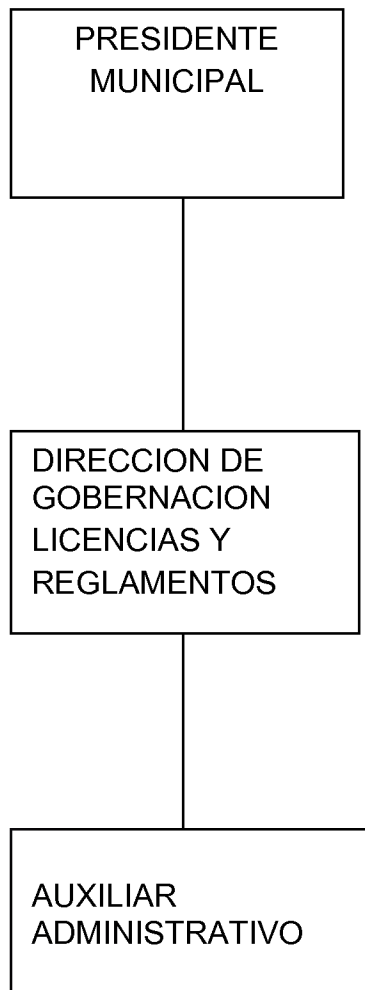 PRESIDENTE
MUNICIPAL
DIRECCION DE
GOBERNACION
LICENCIAS Y
REGLAMENTOS
AUXILIAR
ADMINISTRATIVO